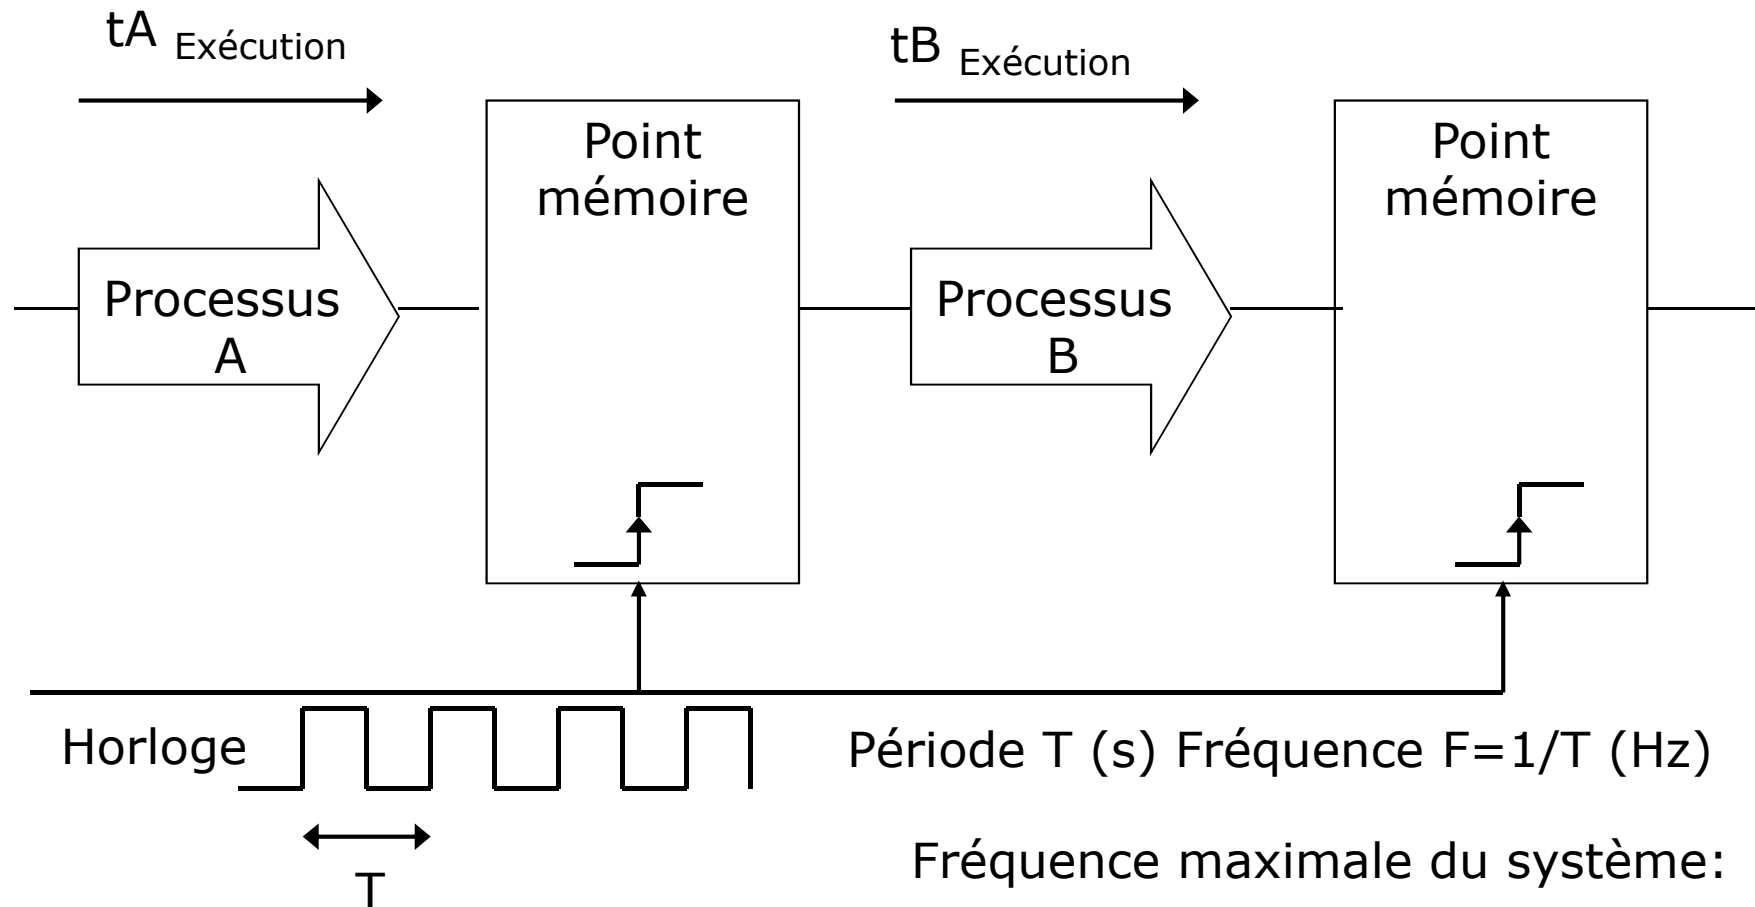 tA Exécution
tB Exécution
Point
mémoire
Point
mémoire
Processus
A
Processus
B
Horloge
Période T (s) Fréquence F=1/T (Hz)
Fréquence maximale du système:
T